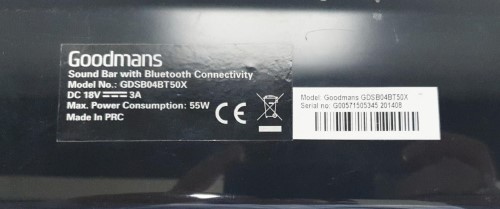 Goodmans
Sound Bar with Bluetooth Connectivity
Model No.: GDSB04BT50X
DC 18V⎓3A
Max. Power Consumption: 55W
Made In PRC
CE
Model: Goodmans GDSB04BT50X
Serial no: G00571505345 201408